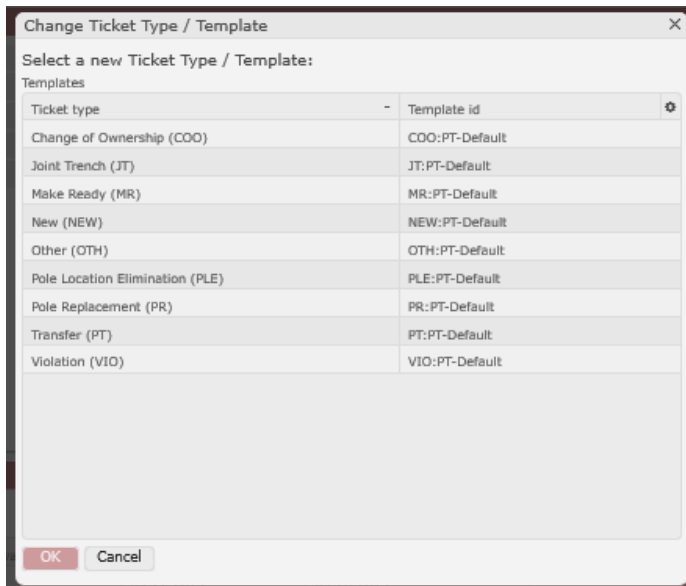 Change Ticket Type / Template
Select a new Ticket Type / Template:
Templates
Ticket type - Template id
Change of Ownership (COO) COO:PT-Default
Joint Trench (JT) JT:PT-Default
Make Ready (MR) MR:PT-Default
New (NEW) NEW:PT-Default
Other (OTH) OTH:PT-Default
Pole Location Elimination (PLE) PLE:PT-Default
Pole Replacement (PR) PR:PT-Default
Transfer (PT) PT:PT-Default
Violation (VIO) VIO:PT-Default
OK Cancel